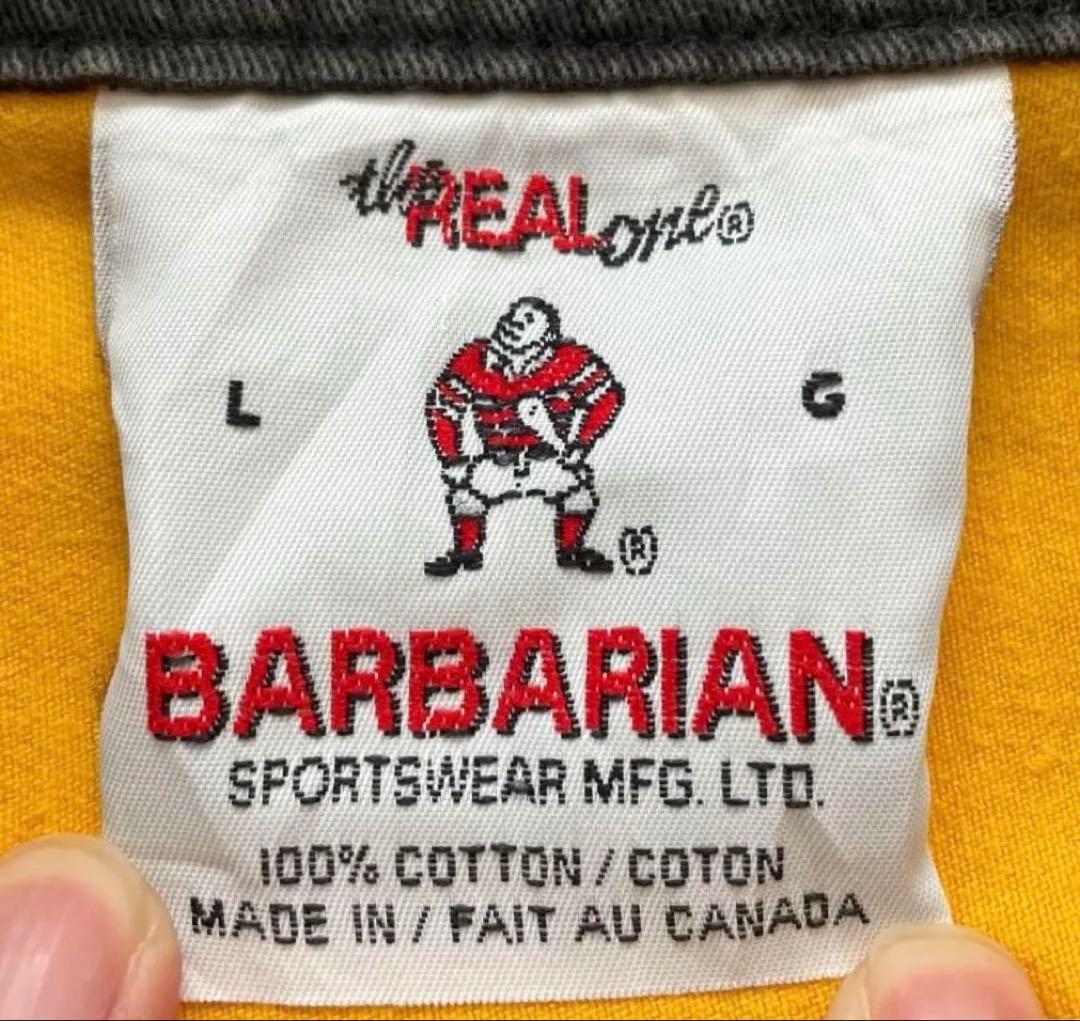 the REAL one®
L G
®
BARBARIAN®
SPORTSWEAR MFG. LTD.
100% COTTON / COTON
MADE IN / FAIT AU CANADA